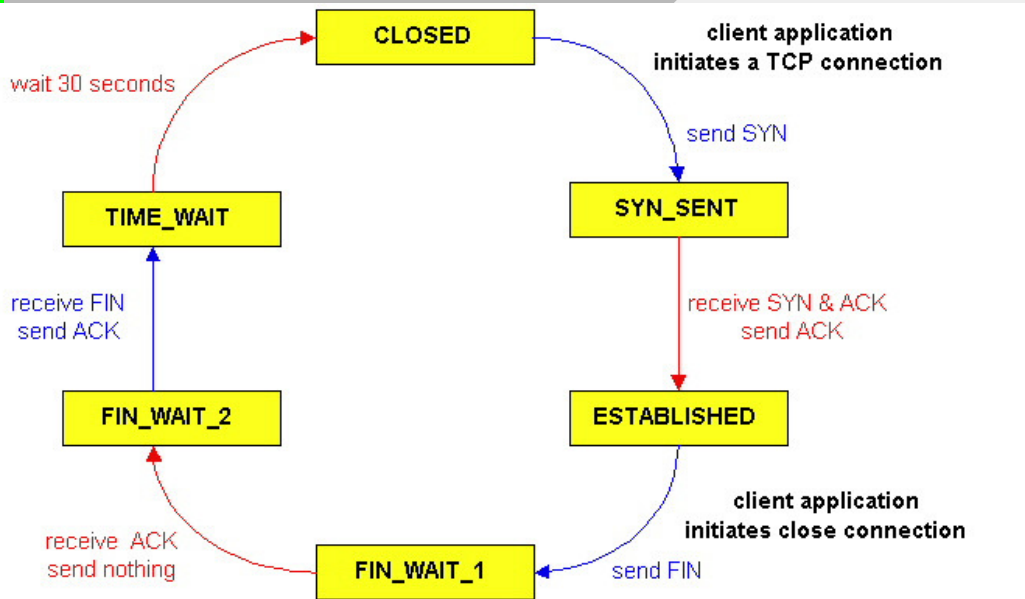 CLOSED
client application
initiates a TCP connection
wait 30 seconds
send SYN
TIME_WAIT
SYN_SENT
receive FIN
send ACK
receive SYN & ACK
send ACK
FIN_WAIT_2
ESTABLISHED
client application
initiates close connection
receive ACK
send nothing
FIN_WAIT_1
send FIN